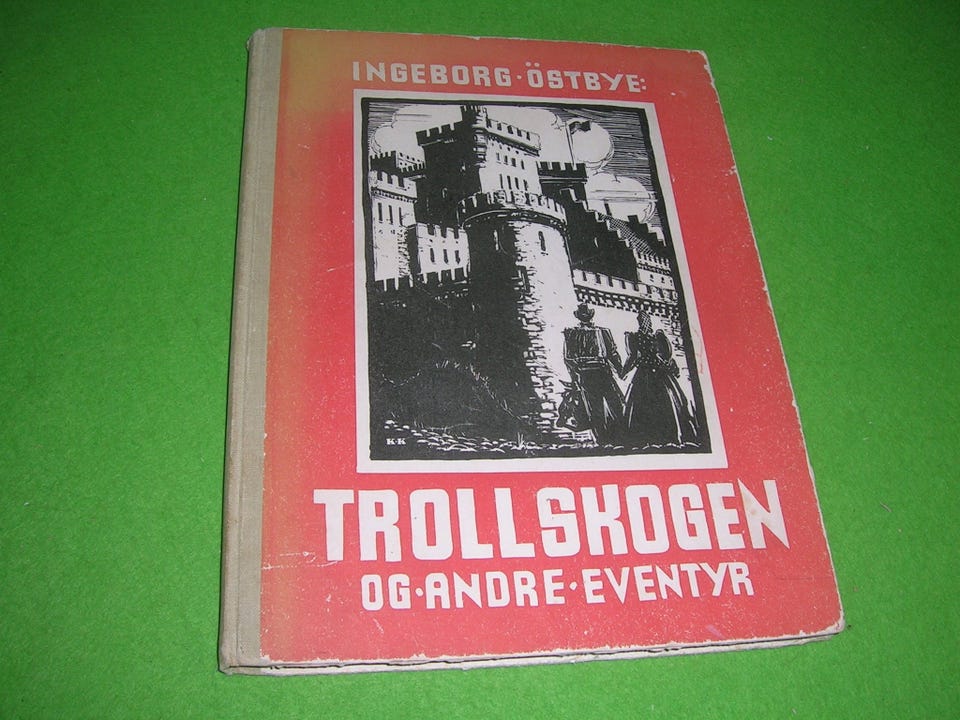 INGEBORG·ÖSTBYE:
K·K
TROLLSKOGEN
OG·ANDRE·EVENTYR